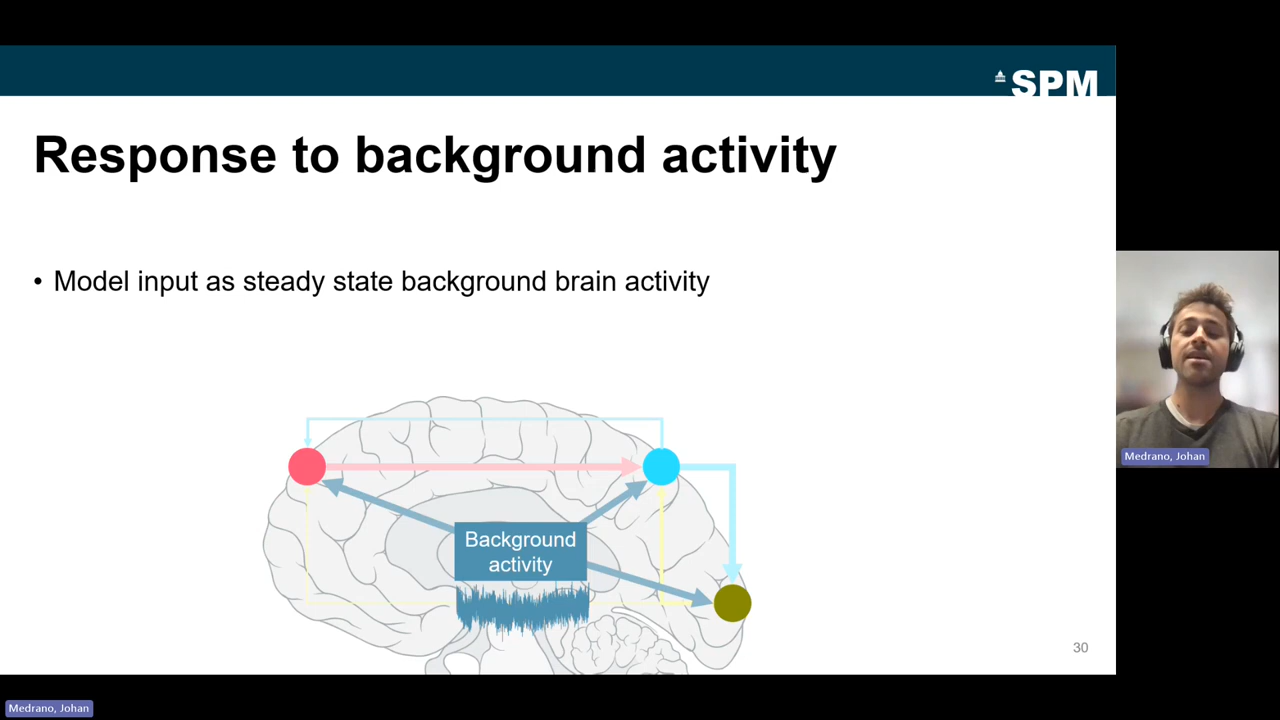 SPM
Response to background activity
• Model input as steady state background brain activity
Background
activity
30
Medrano, Johan
Medrano, Johan